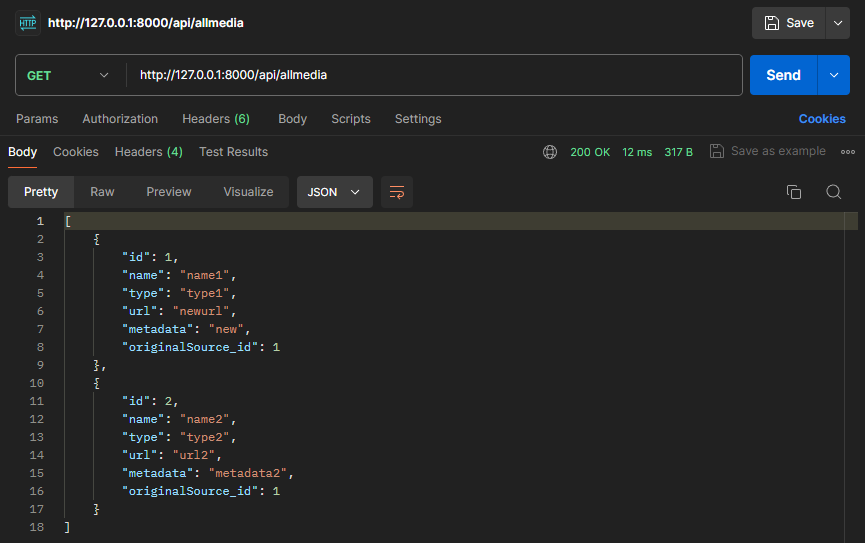 HTTP http://127.0.0.1:8000/api/allmedia Save
GET http://127.0.0.1:8000/api/allmedia Send
Params Authorization Headers (6) Body Scripts Settings Cookies
Body Cookies Headers (4) Test Results 200 OK 12 ms 317 B Save as example
Pretty Raw Preview Visualize JSON
1 [
2 {
3 "id": 1,
4 "name": "name1",
5 "type": "type1",
6 "url": "newurl",
7 "metadata": "new",
8 "originalSource_id": 1
9 },
10 {
11 "id": 2,
12 "name": "name2",
13 "type": "type2",
14 "url": "url2",
15 "metadata": "metadata2",
16 "originalSource_id": 1
17 }
18 ]